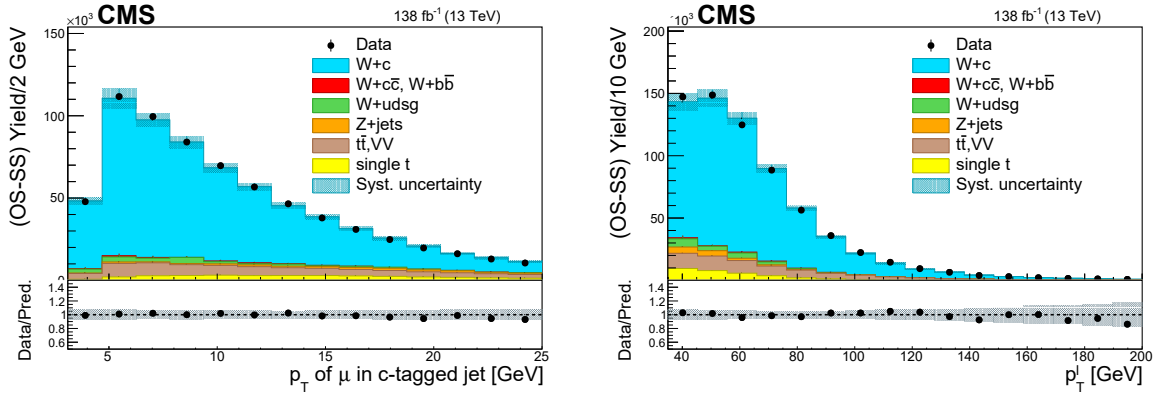 ×10³ CMS 138 fb⁻¹ (13 TeV)
(OS-SS) Yield/2 GeV
150
100
50
0
Data
W+c
W+cc̄, W+bb̄
W+udsg
Z+jets
tt̄,VV
single t
Syst. uncertainty
Data/Pred.
1.4
1.2
1
0.8
0.6
5 10 15 20 25
p_T of μ in c-tagged jet [GeV]
×10³ CMS 138 fb⁻¹ (13 TeV)
(OS-SS) Yield/10 GeV
200
150
100
50
Data
W+c
W+cc̄, W+bb̄
W+udsg
Z+jets
tt̄,VV
single t
Syst. uncertainty
Data/Pred.
1.4
1.2
1
0.8
0.6
40 60 80 100 120 140 160 180 200
p_T^l [GeV]